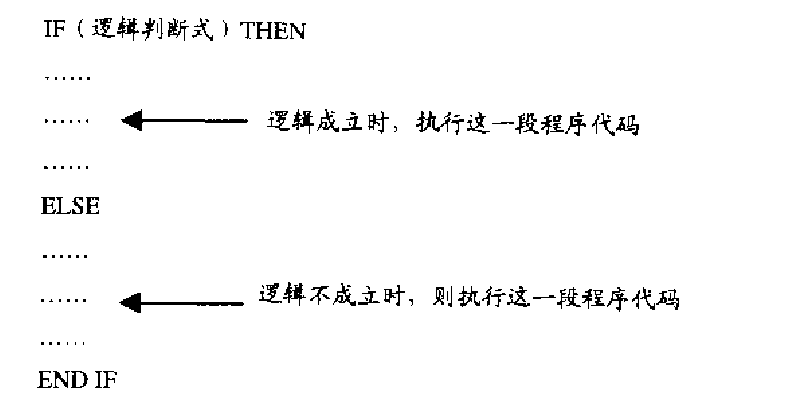 IF（逻辑判断式）THEN
……
…… 逻辑成立时，执行这一段程序代码
……
ELSE
……
…… 逻辑不成立时，则执行这一段程序代码
……
END IF